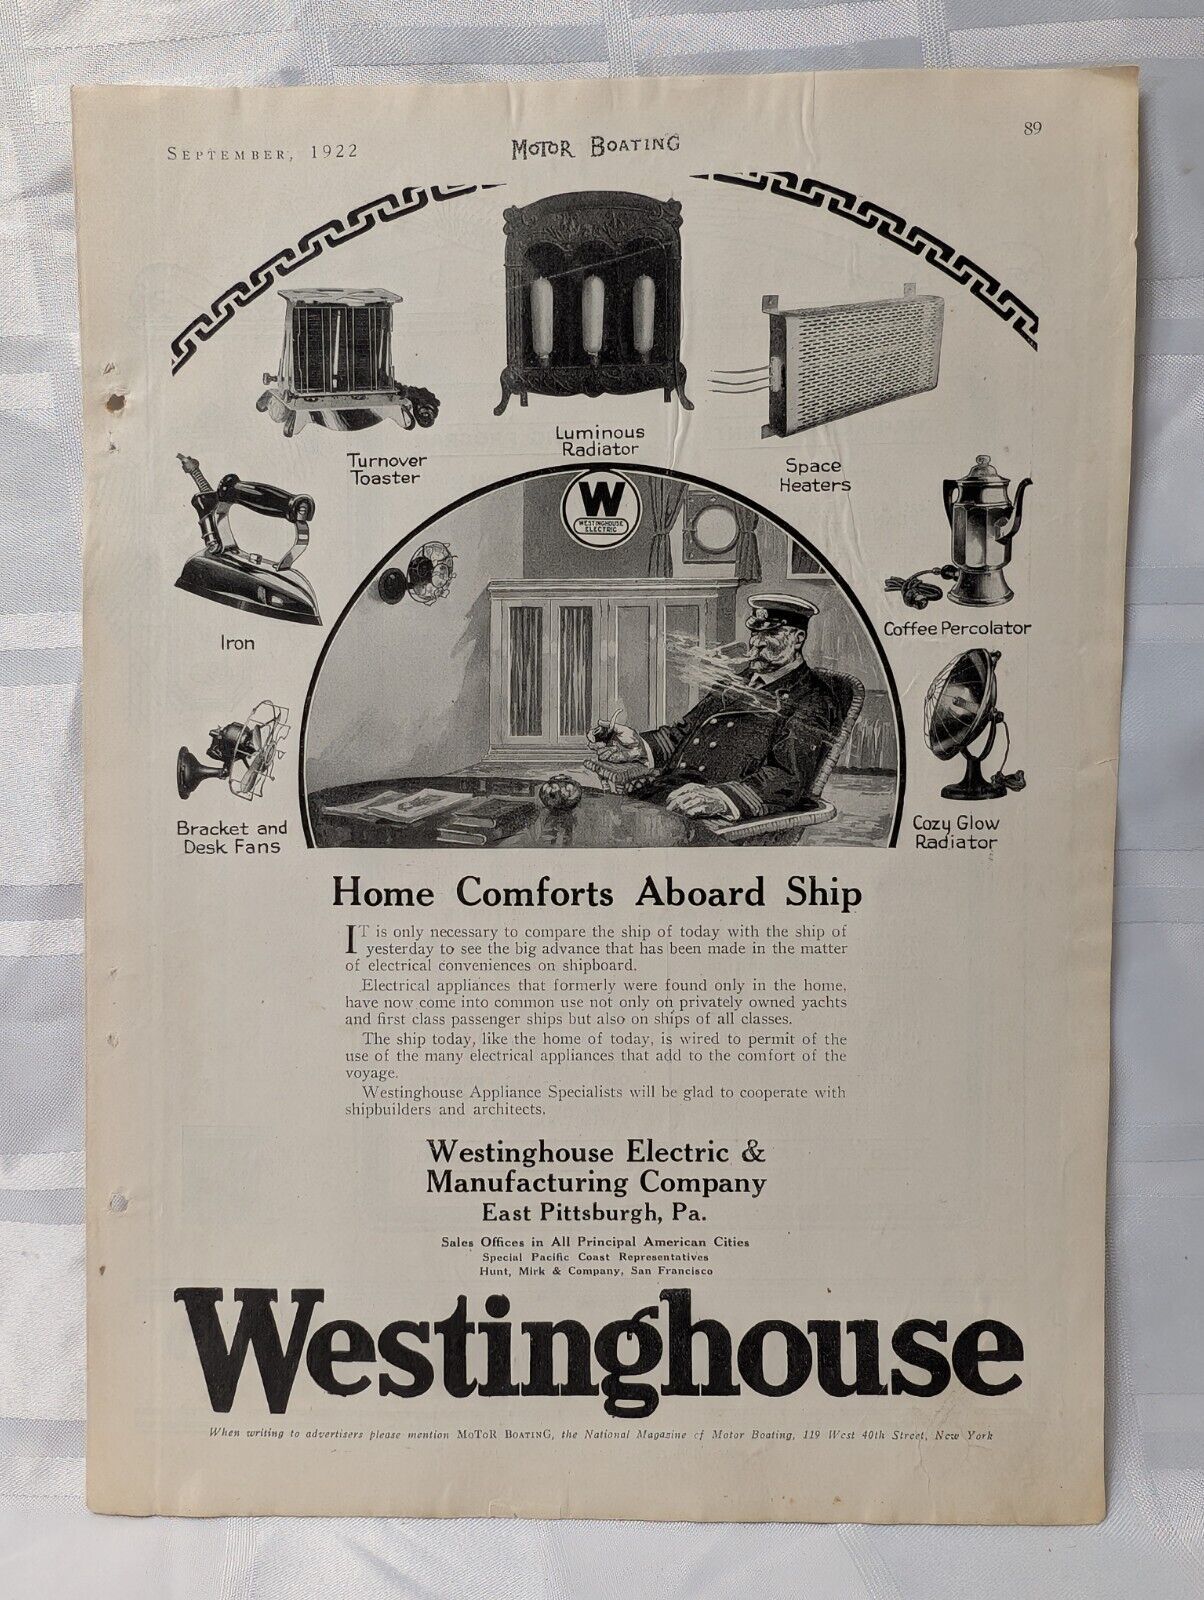 SEPTEMBER, 1922
MOTOR BOATING
89
Turnover
Toaster
Luminous
Radiator
Space
Heaters
Iron
W
WESTINGHOUSE
ELECTRIC
Coffee Percolator
Bracket and
Desk Fans
Cozy Glow
Radiator
Home Comforts Aboard Ship
IT is only necessary to compare the ship of today with the ship of
yesterday to see the big advance that has been made in the matter
of electrical conveniences on shipboard.
Electrical appliances that formerly were found only in the home,
have now come into common use not only on privately owned yachts
and first class passenger ships but also on ships of all classes.
The ship today, like the home of today, is wired to permit of the
use of the many electrical appliances that add to the comfort of the
voyage.
Westinghouse Appliance Specialists will be glad to cooperate with
shipbuilders and architects.
Westinghouse Electric &
Manufacturing Company
East Pittsburgh, Pa.
Sales Offices in All Principal American Cities
Special Pacific Coast Representatives
Hunt, Mirk & Company, San Francisco
Westinghouse
When writing to advertisers please mention MoToR BoatinG, the National Magazine of Motor Boating, 119 West 40th Street, New York